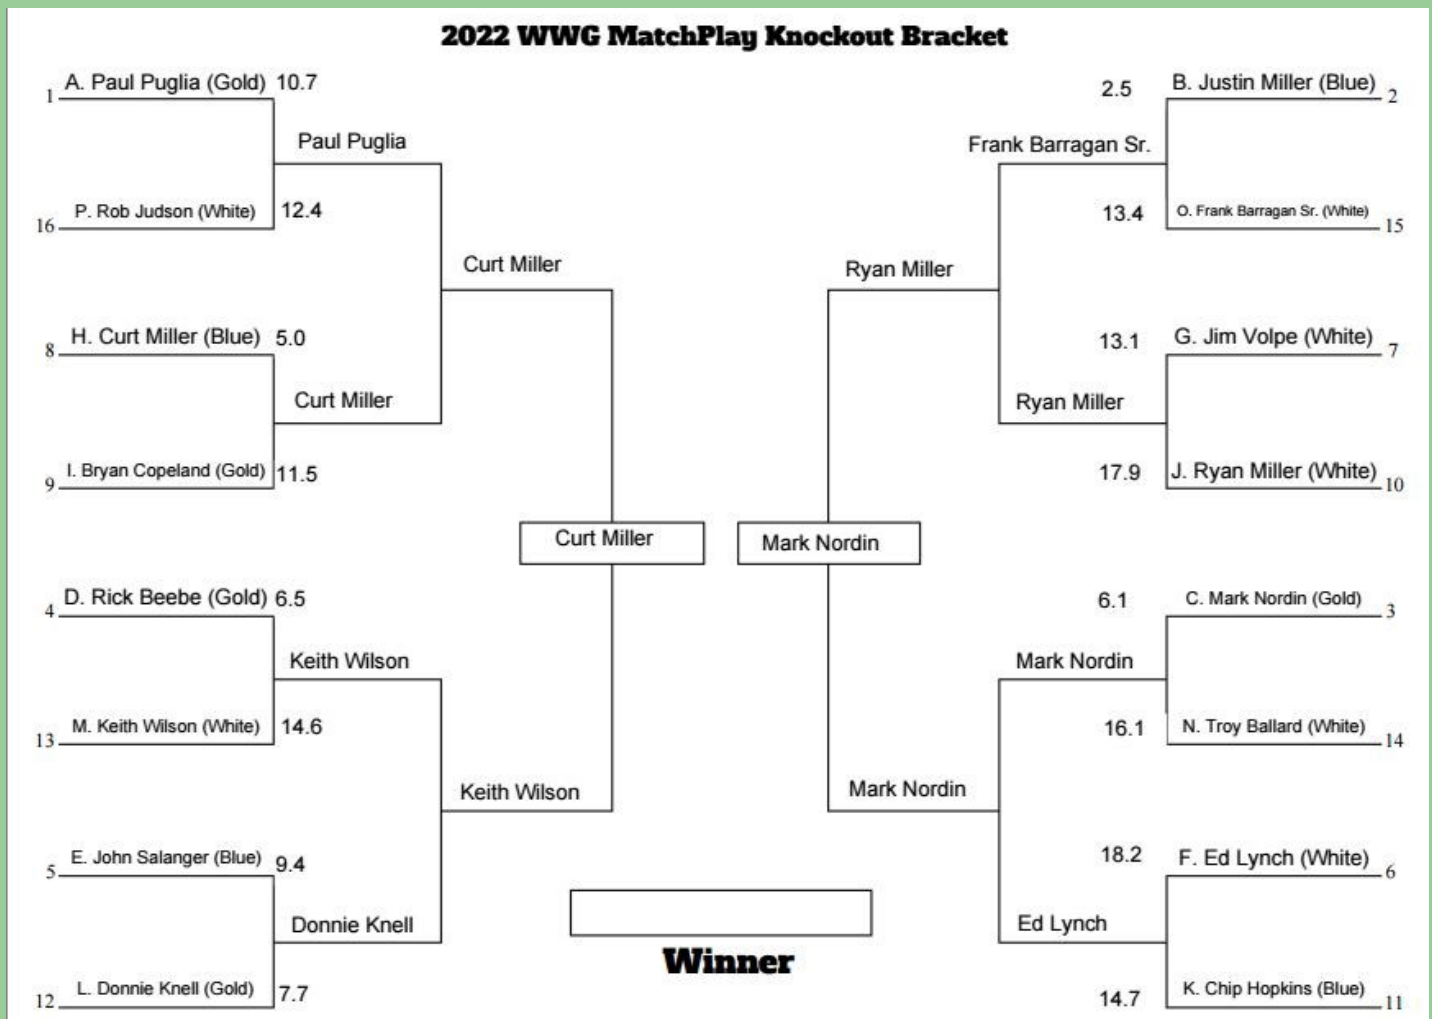 2022 WWG MatchPlay Knockout Bracket
1 A. Paul Puglia (Gold) 10.7
Paul Puglia
16 P. Rob Judson (White) 12.4
Curt Miller
8 H. Curt Miller (Blue) 5.0
Curt Miller
9 I. Bryan Copeland (Gold) 11.5
Curt Miller
4 D. Rick Beebe (Gold) 6.5
Keith Wilson
13 M. Keith Wilson (White) 14.6
Keith Wilson
5 E. John Salanger (Blue) 9.4
Donnie Knell
12 L. Donnie Knell (Gold) 7.7
2.5 B. Justin Miller (Blue) 2
Frank Barragan Sr.
13.4 O. Frank Barragan Sr. (White) 15
Ryan Miller
13.1 G. Jim Volpe (White) 7
Ryan Miller
17.9 J. Ryan Miller (White) 10
Mark Nordin
6.1 C. Mark Nordin (Gold) 3
Mark Nordin
16.1 N. Troy Ballard (White) 14
Mark Nordin
18.2 F. Ed Lynch (White) 6
Ed Lynch
14.7 K. Chip Hopkins (Blue) 11
Winner